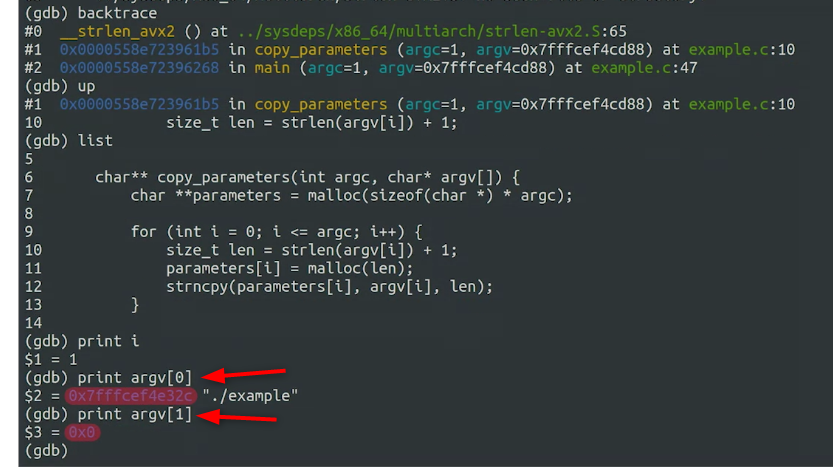 (gdb) backtrace
#0  __strlen_avx2 () at ../sysdeps/x86_64/multiarch/strlen-avx2.S:65
#1  0x0000558e723961b5 in copy_parameters (argc=1, argv=0x7fffcef4cd88) at example.c:10
#2  0x0000558e72396268 in main (argc=1, argv=0x7fffcef4cd88) at example.c:47
(gdb) up
#1  0x0000558e723961b5 in copy_parameters (argc=1, argv=0x7fffcef4cd88) at example.c:10
10              size_t len = strlen(argv[i]) + 1;
(gdb) list
5
6       char** copy_parameters(int argc, char* argv[]) {
7           char **parameters = malloc(sizeof(char *) * argc);
8
9           for (int i = 0; i <= argc; i++) {
10              size_t len = strlen(argv[i]) + 1;
11              parameters[i] = malloc(len);
12              strncpy(parameters[i], argv[i], len);
13          }
14
(gdb) print i
$1 = 1
(gdb) print argv[0]
$2 = 0x7fffcef4e32c "./example"
(gdb) print argv[1]
$3 = 0x0
(gdb)